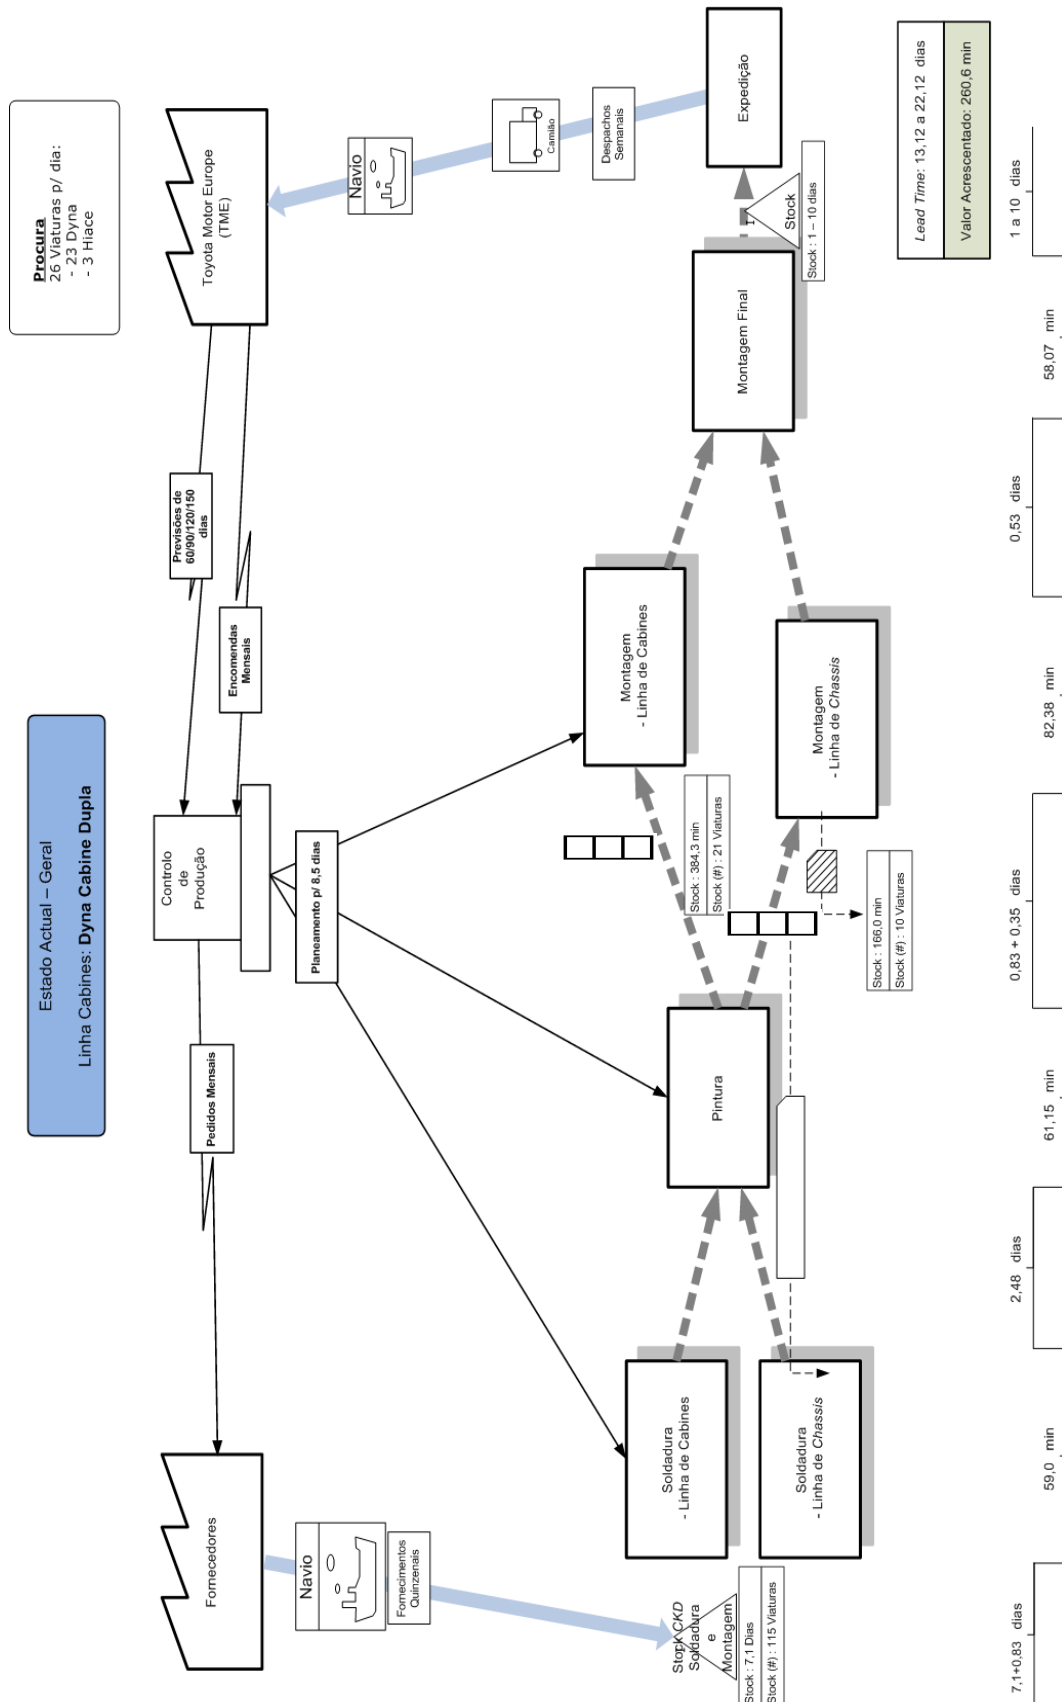 Estado Actual – Geral
Linha Cabines: Dyna Cabine Dupla
Procura
26 Viaturas p/ dia:
- 23 Dyna
- 3 Hiace
Fornecedores
Pedidos Mensais
Controlo
de
Produção
Previsões de
60/90/120/150
dias
Encomendas
Mensais
Toyota Motor Europe
(TME)
Navio
Fornecimentos
Quinzenais
Planeamento p/ 8,5 dias
Navio
Camião
Despachos
Semanais
Stock CKD
Soldadura
e
Montagem
Stock : 7,1 Dias
Stock (#) : 115 Viaturas
Soldadura
- Linha de Cabines
Soldadura
- Linha de Chassis
Pintura
Stock : 384,3 min
Stock (#) : 21 Viaturas
Stock : 166,0 min
Stock (#) : 10 Viaturas
Montagem
- Linha de Cabines
Montagem
- Linha de Chassis
Montagem Final
I
Stock
Stock : 1 – 10 dias
Expedição
Lead Time: 13,12 a 22,12 dias
Valor Acrescentado: 260,6 min
7,1+0,83 dias
59,0 min
2,48 dias
61,15 min
0,83 + 0,35 dias
82,38 min
0,53 dias
58,07 min
1 a 10 dias